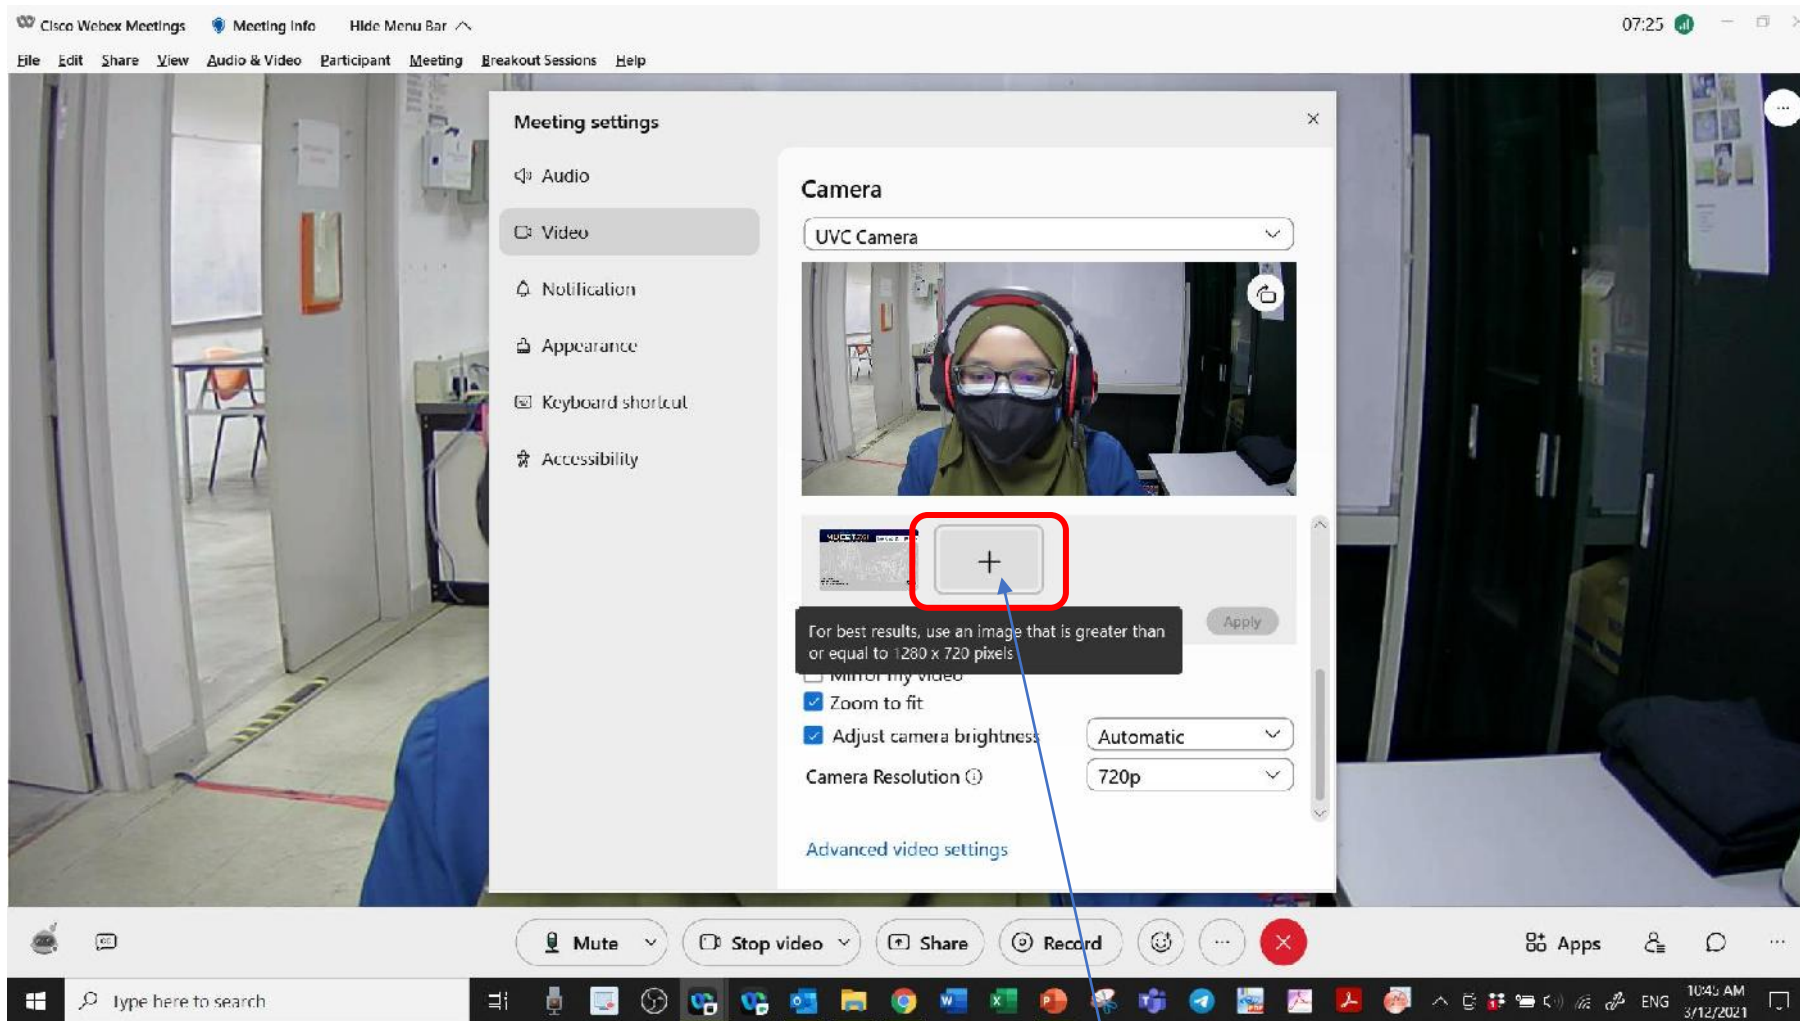 Cisco Webex Meetings Meeting Info Hide Menu Bar
07:25
File Edit Share View Audio & Video Participant Meeting Breakout Sessions Help
Meeting settings
Audio
Video
Notification
Appearance
Keyboard shortcut
Accessibility
Camera
UVC Camera
Apply
For best results, use an image that is greater than
or equal to 1280 x 720 pixels
Mirror my video
Zoom to fit
Adjust camera brightness
Automatic
Camera Resolution
720p
Advanced video settings
Mute
Stop video
Share
Record
Apps
Type here to search
ENG
10:45 AM
3/12/2021